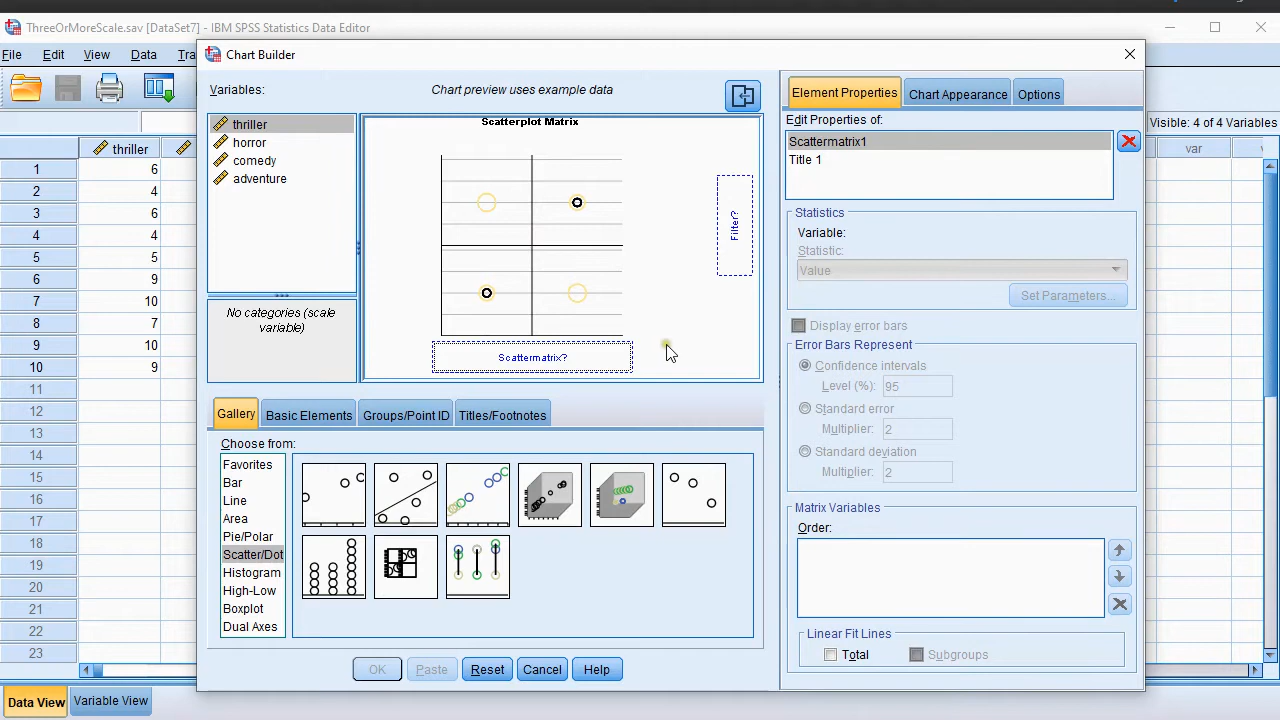 ThreeOrMoreScale.sav [DataSet7] - IBM SPSS Statistics Data Editor
File Edit View Data Tra
Visible: 4 of 4 Variables
thriller
var
1 6
2 4
3 6
4 4
5 5
6 9
7 10
8 7
9 10
10 9
11
12
13
14
15
16
17
18
19
20
21
22
23
Data View Variable View
Chart Builder
Variables:
thriller
horror
comedy
adventure
No categories (scale
variable)
Chart preview uses example data
Scatterplot Matrix
Filter?
Scattermatrix?
Gallery Basic Elements Groups/Point ID Titles/Footnotes
Choose from:
Favorites
Bar
Line
Area
Pie/Polar
Scatter/Dot
Histogram
High-Low
Boxplot
Dual Axes
OK Paste Reset Cancel Help
Element Properties Chart Appearance Options
Edit Properties of:
Scattermatrix1
Title 1
Statistics
Variable:
Statistic:
Value
Set Parameters...
Display error bars
Error Bars Represent
Confidence intervals
Level (%): 95
Standard error
Multiplier: 2
Standard deviation
Multiplier: 2
Matrix Variables
Order:
Linear Fit Lines
Total Subgroups